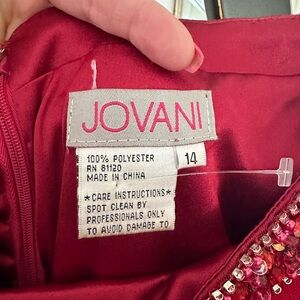 JOVANI
100% POLYESTER
RN 81120
MADE IN CHINA
14
*CARE INSTRUCTIONS*
SPOT CLEAN BY
PROFESSIONALS ONLY
TO AVOID DAMAGE TO